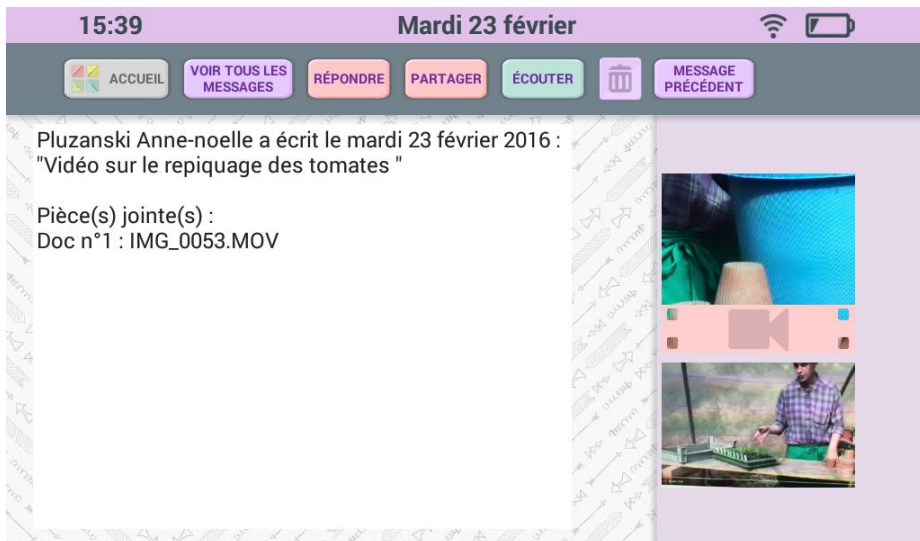 15:39
Mardi 23 février
ACCUEIL
VOIR TOUS LES
MESSAGES
RÉPONDRE
PARTAGER
ÉCOUTER
MESSAGE
PRÉCÉDENT
Pluzanski Anne-noelle a écrit le mardi 23 février 2016 :
"Vidéo sur le repiquage des tomates "
Pièce(s) jointe(s) :
Doc n°1 : IMG_0053.MOV